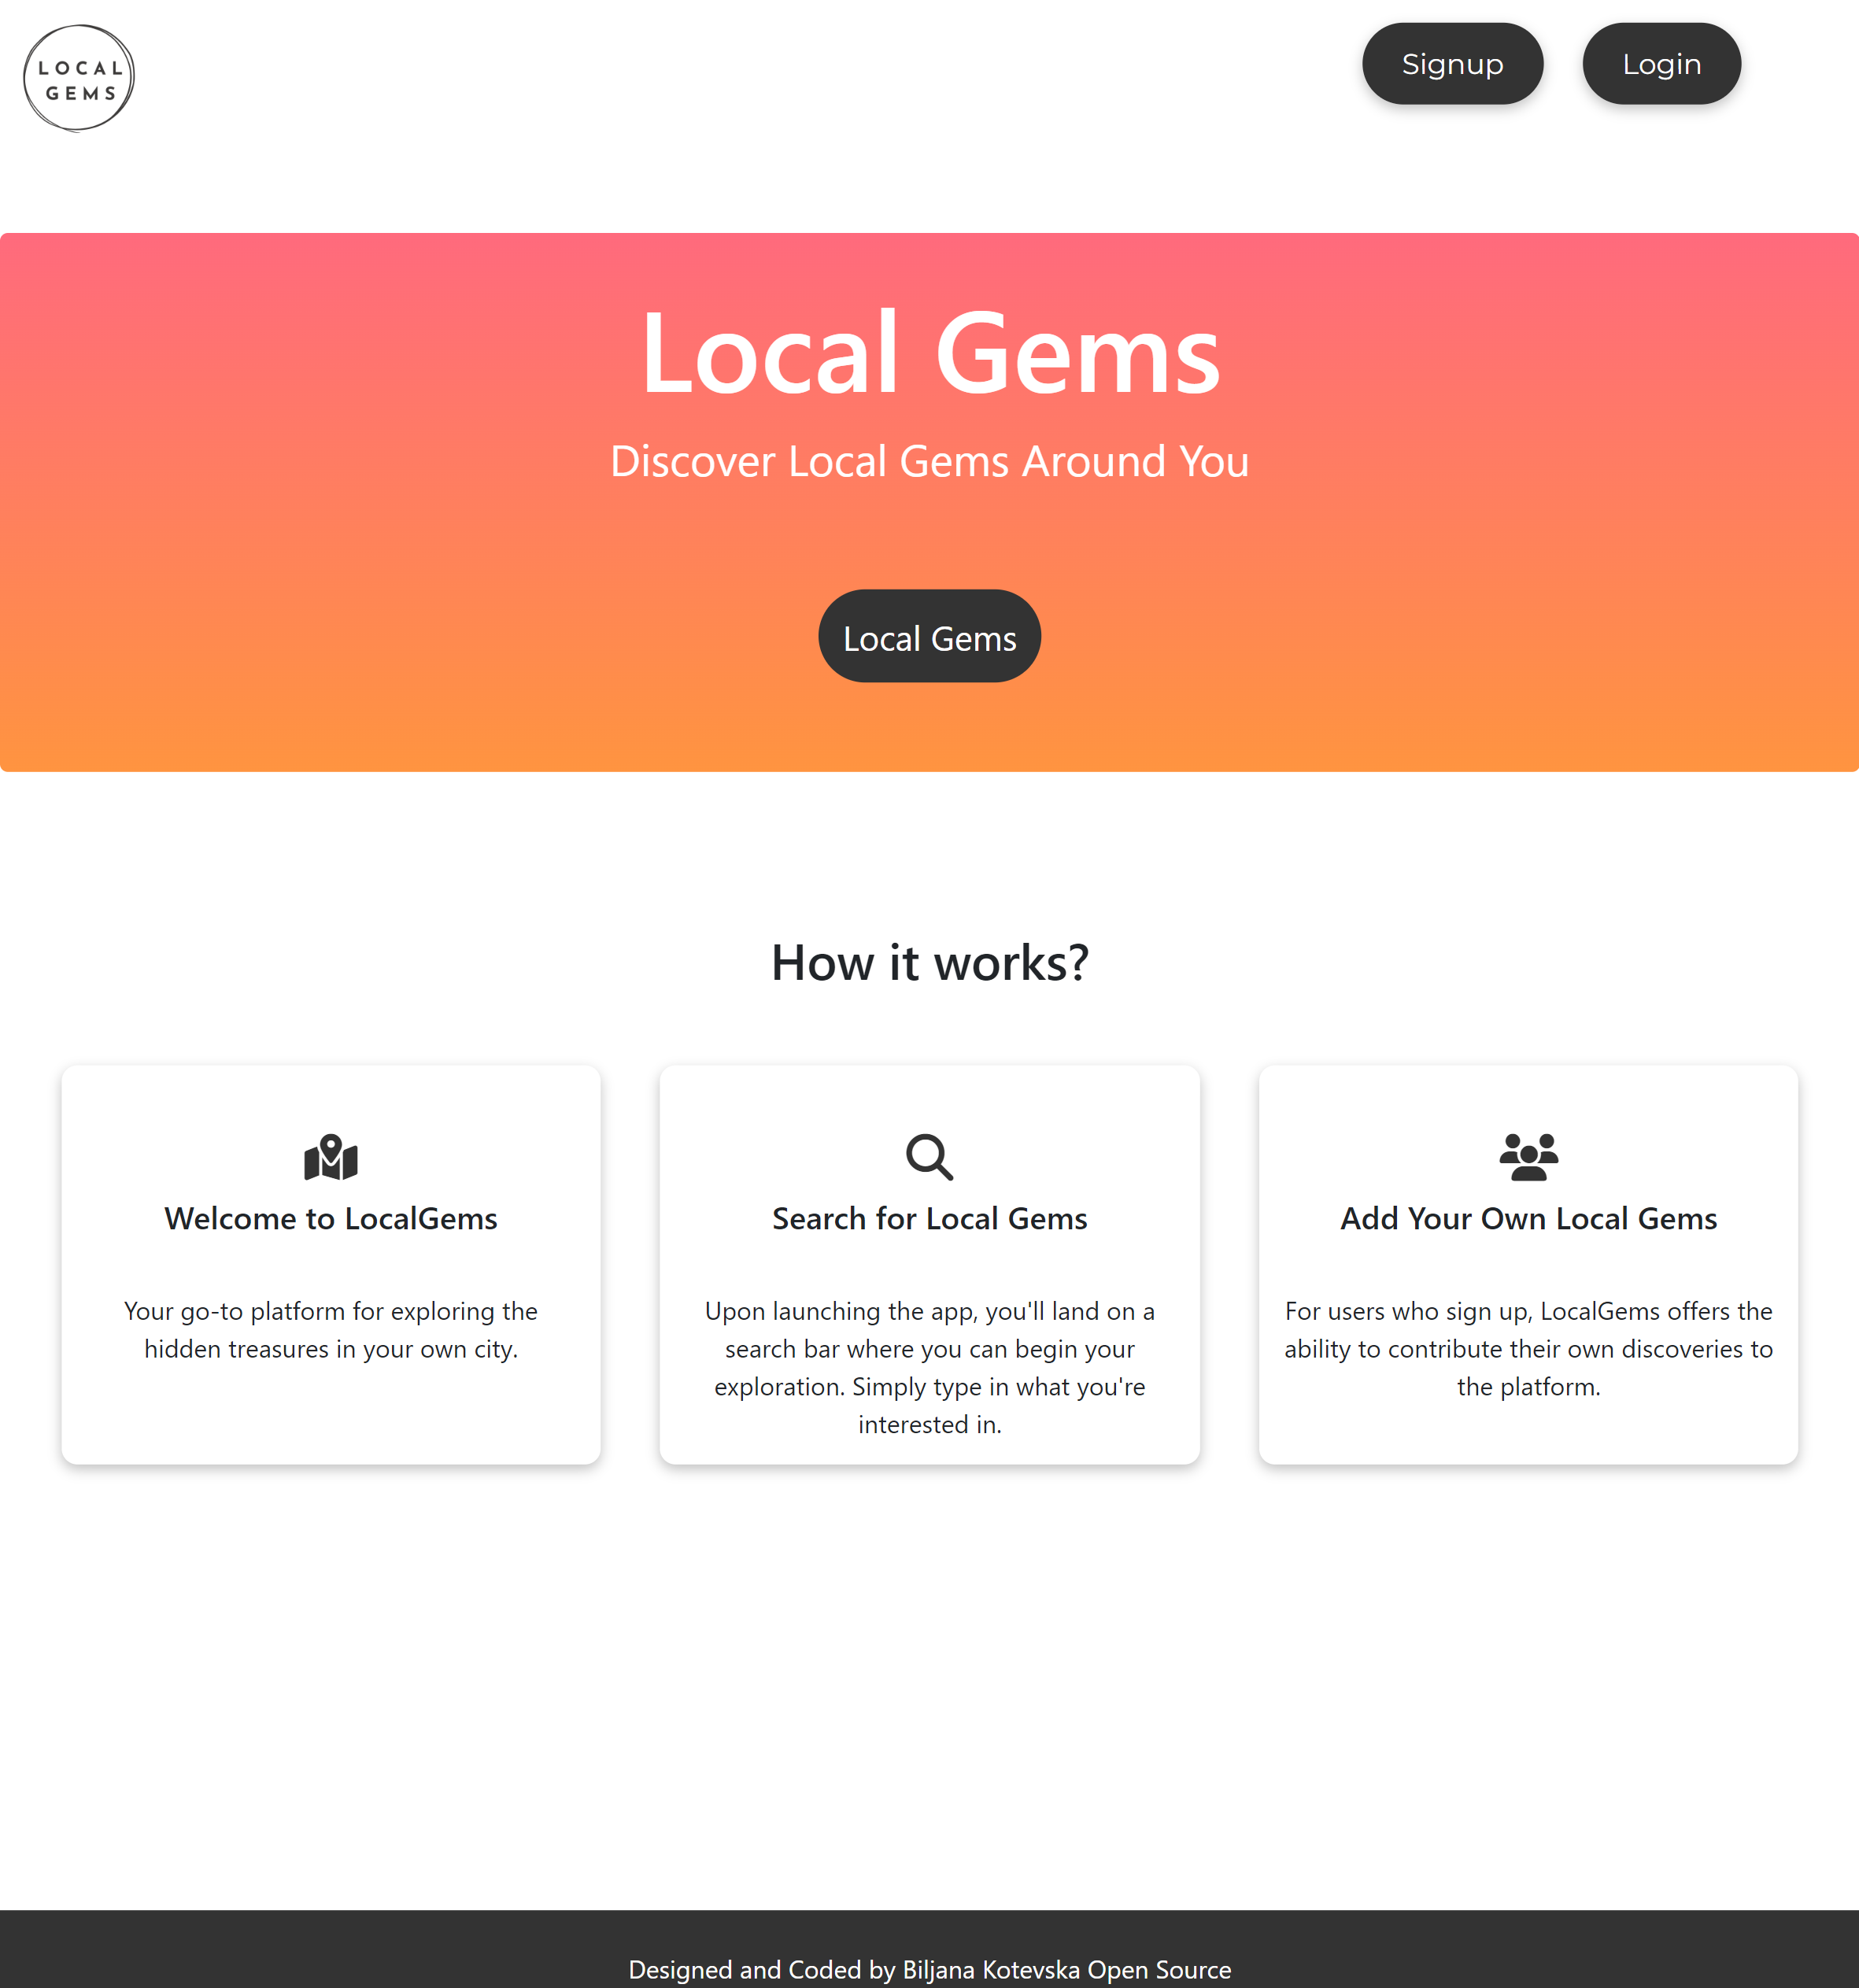 LOCAL
GEMS
Signup
Login
Local Gems
Discover Local Gems Around You
Local Gems
How it works?
Welcome to LocalGems
Your go-to platform for exploring the
hidden treasures in your own city.
Search for Local Gems
Upon launching the app, you'll land on a
search bar where you can begin your
exploration. Simply type in what you're
interested in.
Add Your Own Local Gems
For users who sign up, LocalGems offers the
ability to contribute their own discoveries to
the platform.
Designed and Coded by Biljana Kotevska Open Source